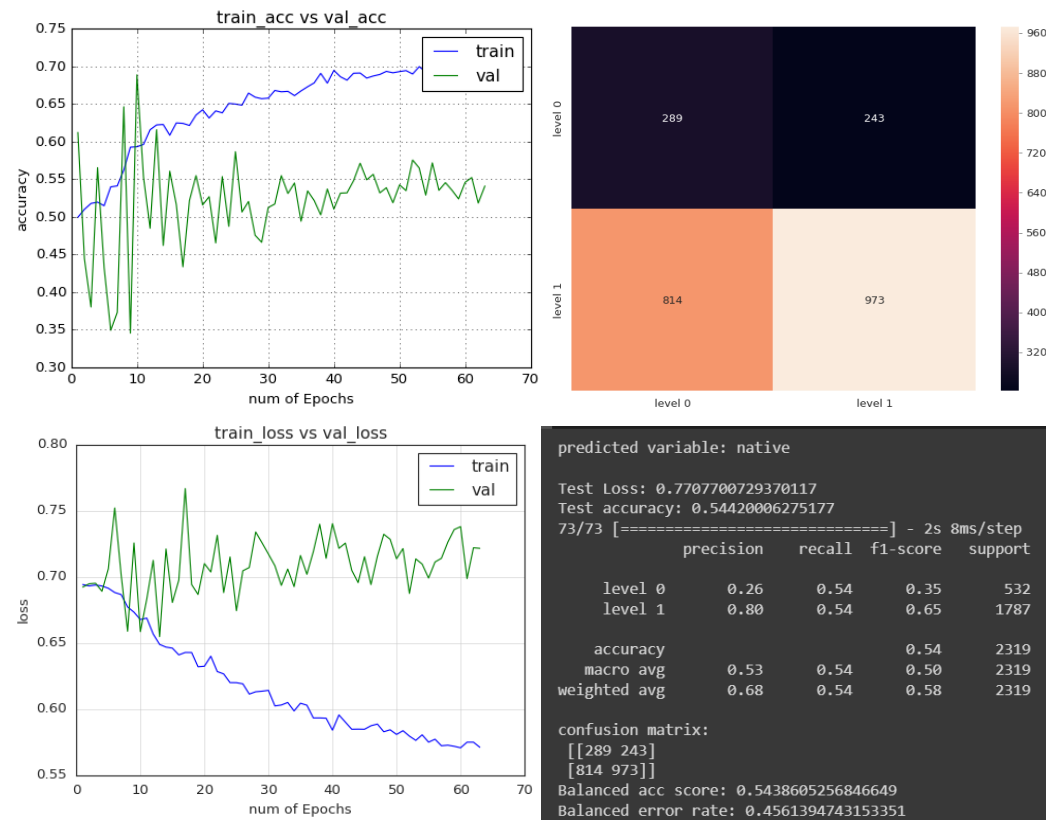 train_acc vs val_acc
0.75
0.70
0.65
0.60
0.55
0.50
0.45
0.40
0.35
0.30
accuracy
train
val
0
10
20
30
40
50
60
70
num of Epochs
level 0
level 1
289
243
814
973
level 0
level 1
960
880
800
720
640
560
480
400
320
train_loss vs val_loss
0.80
0.75
0.70
0.65
0.60
0.55
loss
train
val
0
10
20
30
40
50
60
70
num of Epochs
predicted variable: native
Test Loss: 0.7707700729370117
Test accuracy: 0.54420006275177
73/73 [==============================] - 2s 8ms/step
precision recall f1-score support
level 0 0.26 0.54 0.35 532
level 1 0.80 0.54 0.65 1787
accuracy 0.54 2319
macro avg 0.53 0.54 0.50 2319
weighted avg 0.68 0.54 0.58 2319
confusion matrix:
[[289 243]
[814 973]]
Balanced acc score: 0.5438605256846649
Balanced error rate: 0.4561394743153351